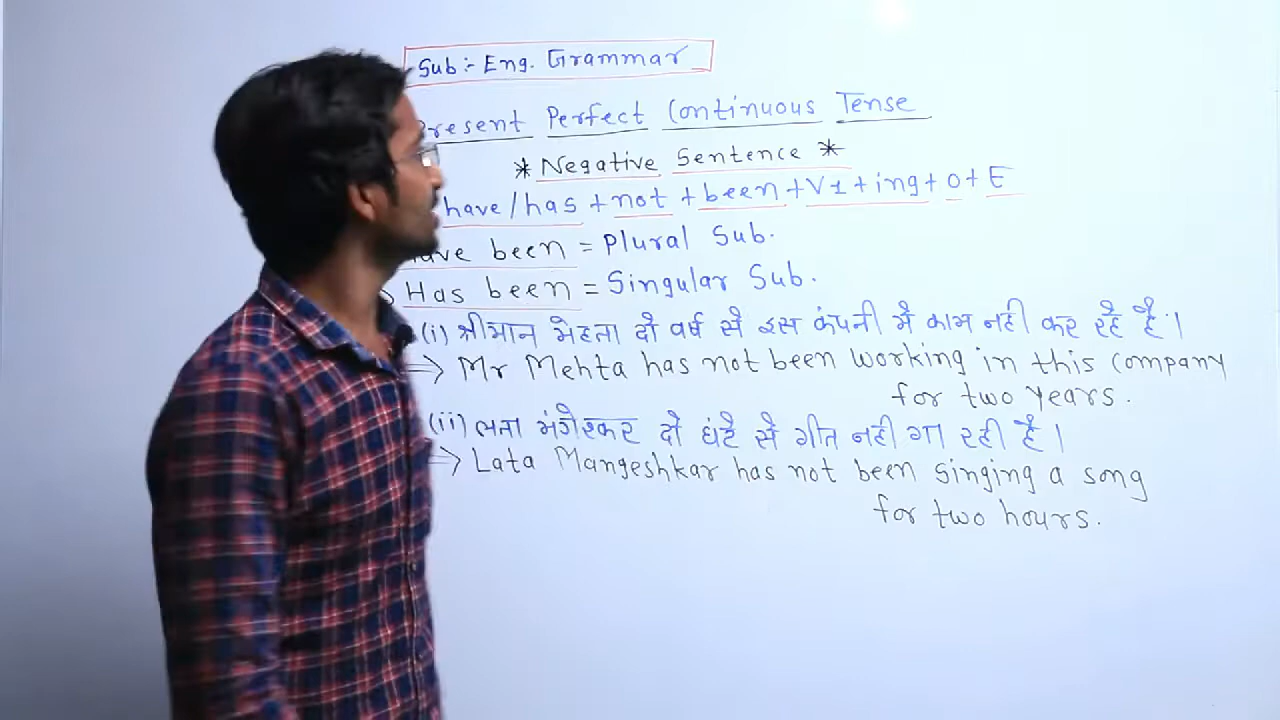 Sub :- Eng. Grammar
Present Perfect Continuous Tense
* Negative Sentence *
have/has + not + been + V1 + ing + O + E
Have been = Plural Sub.
Has been = Singular Sub.
(i) श्रीमान मेहता दो वर्ष से इस कंपनी में काम नही कर रहे है।
⇒ Mr Mehta has not been working in this company
for two years.
(ii) लता मंगेश्कर दो घंटे से गीत नही गा रही है।
⇒ Lata Mangeshkar has not been singing a song
for two hours.